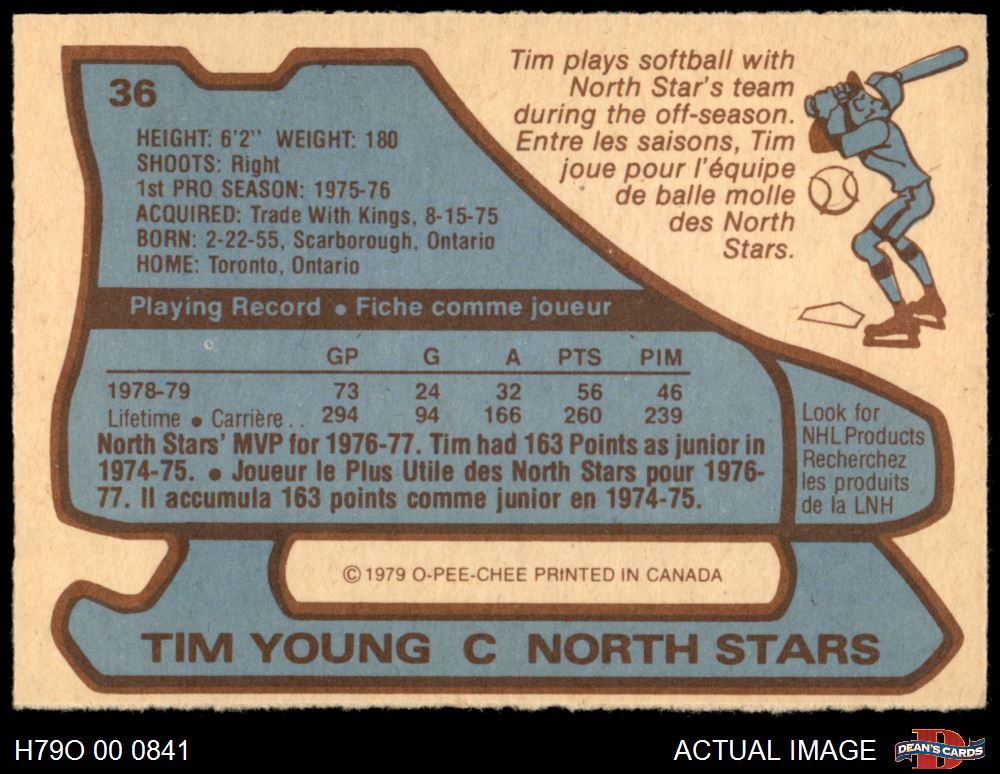 36
HEIGHT: 6'2'' WEIGHT: 180
SHOOTS: Right
1st PRO SEASON: 1975-76
ACQUIRED: Trade With Kings, 8-15-75
BORN: 2-22-55, Scarborough, Ontario
HOME: Toronto, Ontario
Tim plays softball with
North Star's team
during the off-season.
Entre les saisons, Tim
joue pour l'équipe
de balle molle
des North
Stars.
Playing Record • Fiche comme joueur
GP G A PTS PIM
1978-79 73 24 32 56 46
Lifetime • Carrière . . 294 94 166 260 239
North Stars' MVP for 1976-77. Tim had 163 Points as junior in
1974-75. • Joueur le Plus Utile des North Stars pour 1976-
77. Il accumula 163 points comme junior en 1974-75.
Look for
NHL Products
Recherchez
les produits
de la LNH
© 1979 O-PEE-CHEE PRINTED IN CANADA
TIM YOUNG C NORTH STARS
H79O 00 0841
ACTUAL IMAGE
D
DEAN'S CARDS